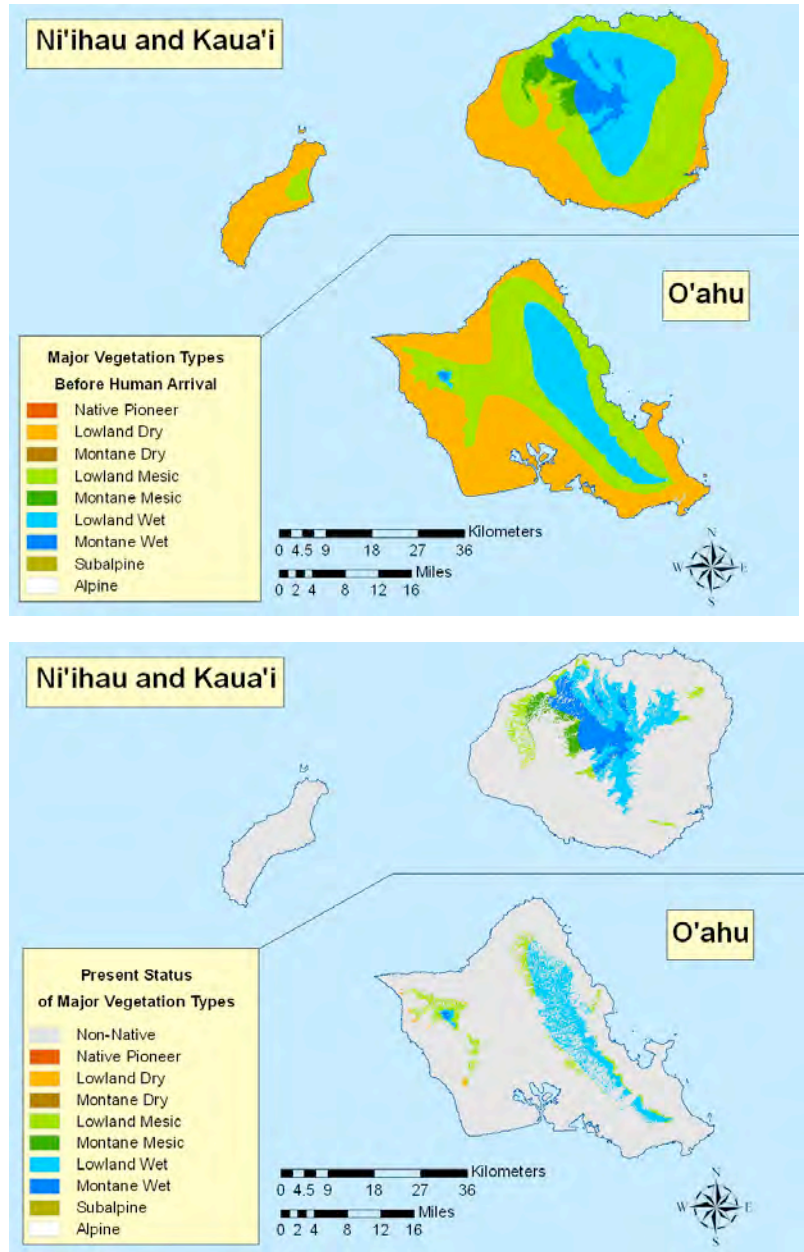 Ni'ihau and Kaua'i
O'ahu
Major Vegetation Types
Before Human Arrival
Native Pioneer
Lowland Dry
Montane Dry
Lowland Mesic
Montane Mesic
Lowland Wet
Montane Wet
Subalpine
Alpine
Kilometers
0 4.5 9 18 27 36
Miles
0 2 4 8 12 16
N
W E
S
Ni'ihau and Kaua'i
O'ahu
Present Status
of Major Vegetation Types
Non-Native
Native Pioneer
Lowland Dry
Montane Dry
Lowland Mesic
Montane Mesic
Lowland Wet
Montane Wet
Subalpine
Alpine
Kilometers
0 4.5 9 18 27 36
Miles
0 2 4 8 12 16
N
W E
S